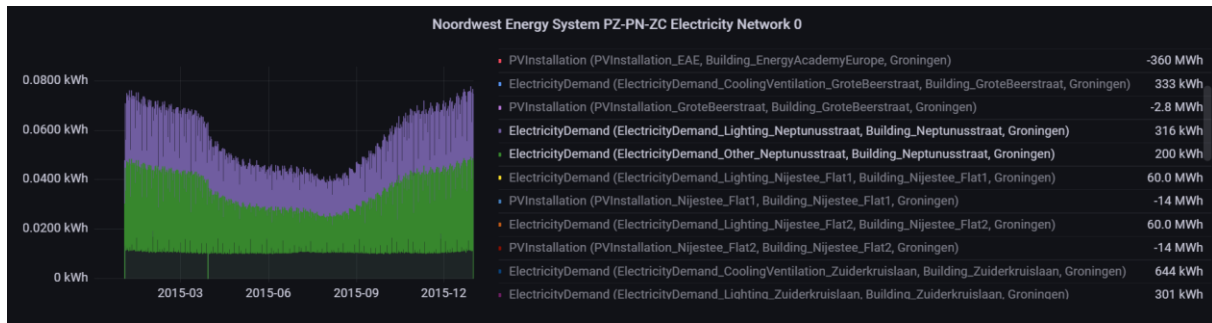 Noordwest Energy System PZ-PN-ZC Electricity Network 0
0.0800 kWh
0.0600 kWh
0.0400 kWh
0.0200 kWh
0 kWh
2015-03 2015-06 2015-09 2015-12
PVInstallation (PVInstallation_EAE, Building_EnergyAcademyEurope, Groningen) -360 MWh
ElectricityDemand (ElectricityDemand_CoolingVentilation_GroteBeerstraat, Building_GroteBeerstraat, Groningen) 333 kWh
PVInstallation (PVInstallation_GroteBeerstraat, Building_GroteBeerstraat, Groningen) -2.8 MWh
ElectricityDemand (ElectricityDemand_Lighting_Neptunusstraat, Building_Neptunusstraat, Groningen) 316 kWh
ElectricityDemand (ElectricityDemand_Other_Neptunusstraat, Building_Neptunusstraat, Groningen) 200 kWh
ElectricityDemand (ElectricityDemand_Lighting_Nijestee_Flat1, Building_Nijestee_Flat1, Groningen) 60.0 MWh
PVInstallation (PVInstallation_Nijestee_Flat1, Building_Nijestee_Flat1, Groningen) -14 MWh
ElectricityDemand (ElectricityDemand_Lighting_Nijestee_Flat2, Building_Nijestee_Flat2, Groningen) 60.0 MWh
PVInstallation (PVInstallation_Nijestee_Flat2, Building_Nijestee_Flat2, Groningen) -14 MWh
ElectricityDemand (ElectricityDemand_CoolingVentilation_Zuiderkruislaan, Building_Zuiderkruislaan, Groningen) 644 kWh
ElectricityDemand (ElectricityDemand_Lighting_Zuiderkruislaan, Building_Zuiderkruislaan, Groningen) 301 kWh